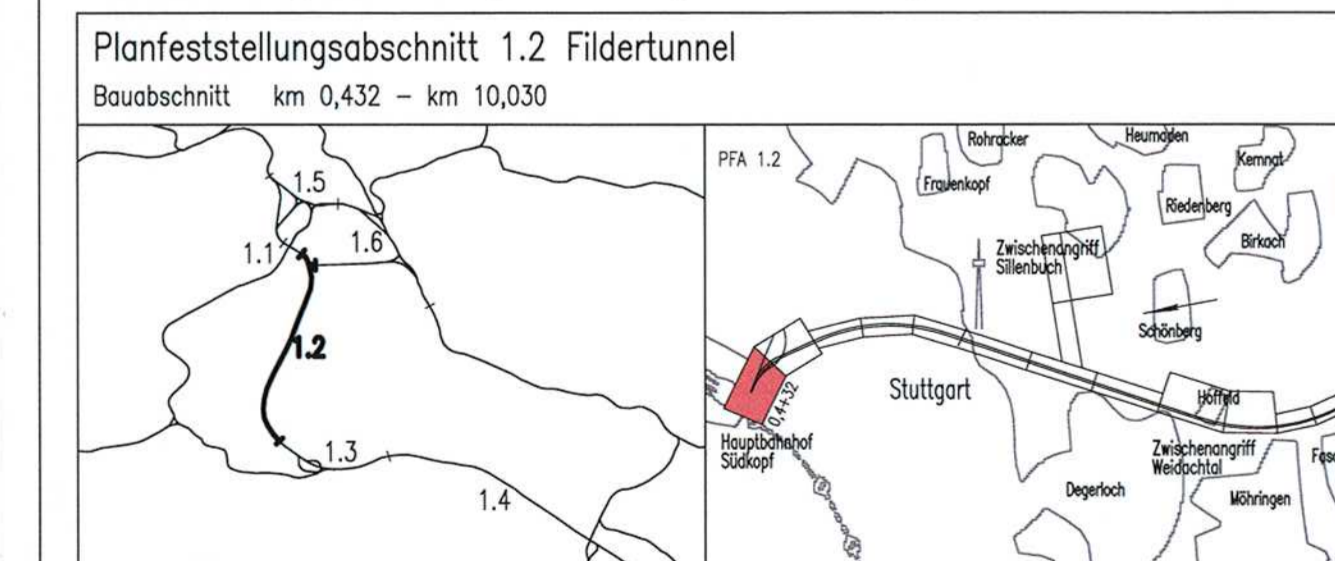 Planfeststellungsabschnitt 1.2 Fildertunnel
Bauabschnitt km 0,432 – km 10,030
1.5
1.1
1.6
1.2
1.3
1.4
PFA 1.2
Rohracker
Heumaden
Kemnat
Frauenkopf
Riedenberg
Birkach
Zwischenangriff
Sillenbuch
Schönberg
Stuttgart
Hoffeld
0,4+32
Hauptbahnhof
Südkopf
Zwischenangriff
Weidachtal
Degerloch
Möhringen